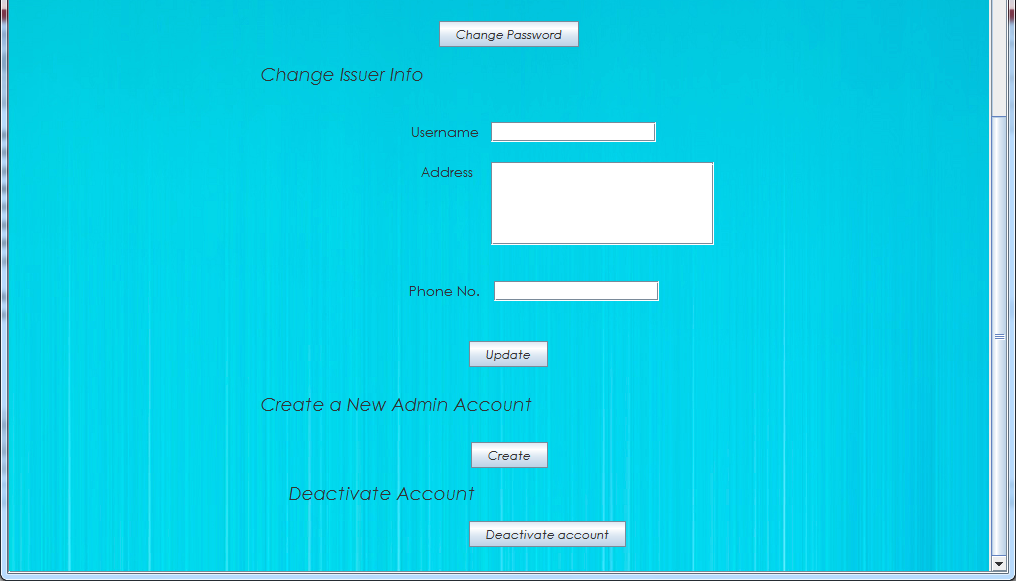 Change Password
Change Issuer Info
Username
Address
Phone No.
Update
Create a New Admin Account
Create
Deactivate Account
Deactivate account